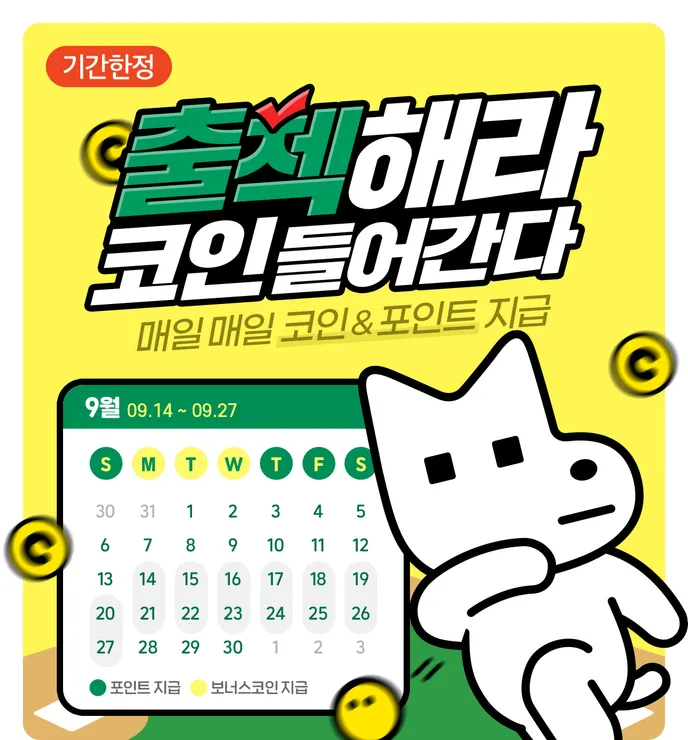 기간한정
출첵해라
코인 들어간다
매일 매일 코인 & 포인트 지급
9월 09.14 ~ 09.27
S M T W T F S
30 31 1 2 3 4 5
6 7 8 9 10 11 12
13 14 15 16 17 18 19
20 21 22 23 24 25 26
27 28 29 30 1 2 3
포인트 지급 보너스코인 지급